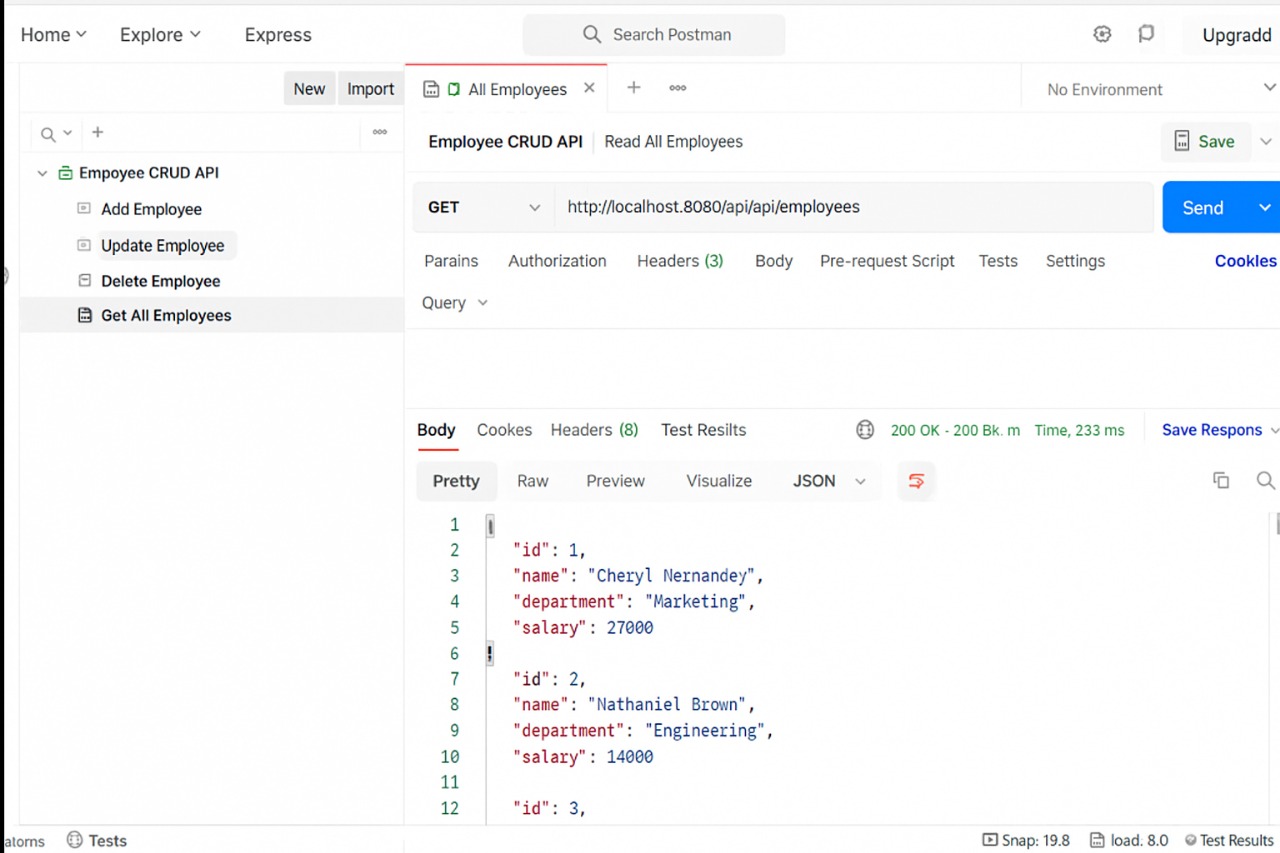 Home Explore Express Search Postman Upgradd
New Import All Employees No Environment
Employee CRUD API Read All Employees Save
Empoyee CRUD API
Add Employee
Update Employee
Delete Employee
Get All Employees
GET http://localhost.8080/api/api/employees Send
Params Authorization Headers (3) Body Pre-request Script Tests Settings Cookles
Query
Body Cookes Headers (8) Test Resilts 200 OK - 200 Bk. m Time, 233 ms Save Respons
Pretty Raw Preview Visualize JSON
1
2 "id": 1,
3 "name": "Cheryl Nernandey",
4 "department": "Marketing",
5 "salary": 27000
6 !
7 "id": 2,
8 "name": "Nathaniel Brown",
9 "department": "Engineering",
10 "salary": 14000
11
12 "id": 3,
atorns Tests Snap: 19.8 load. 8.0 Test Results